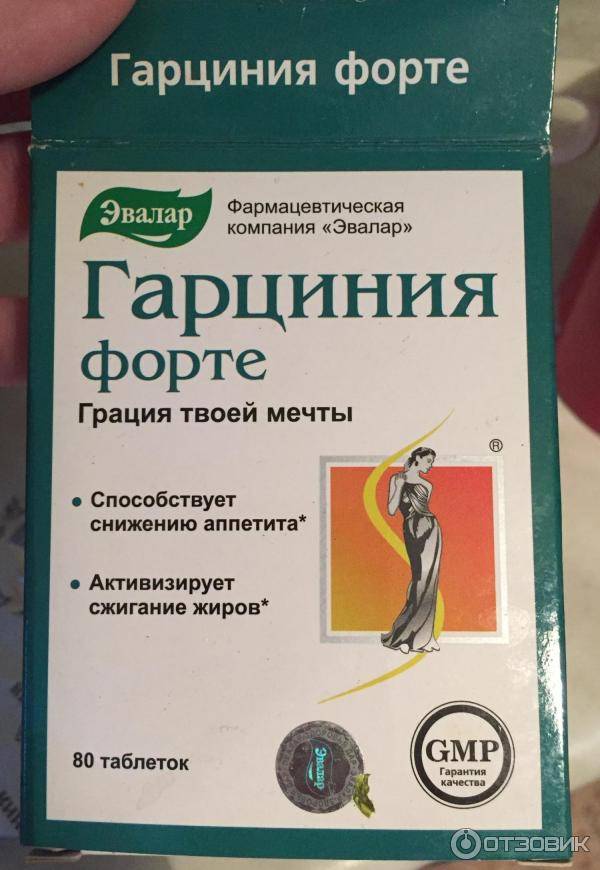 Гарциния форте
Эвалар
Фармацевтическая
компания «Эвалар»
Гарциния
форте
Грация твоей мечты
®
• Способствует
снижению аппетита*
• Активизирует
сжигание жиров*
80 таблеток
Эвалар
GMP
Гарантия
качества
ОТЗОВИК